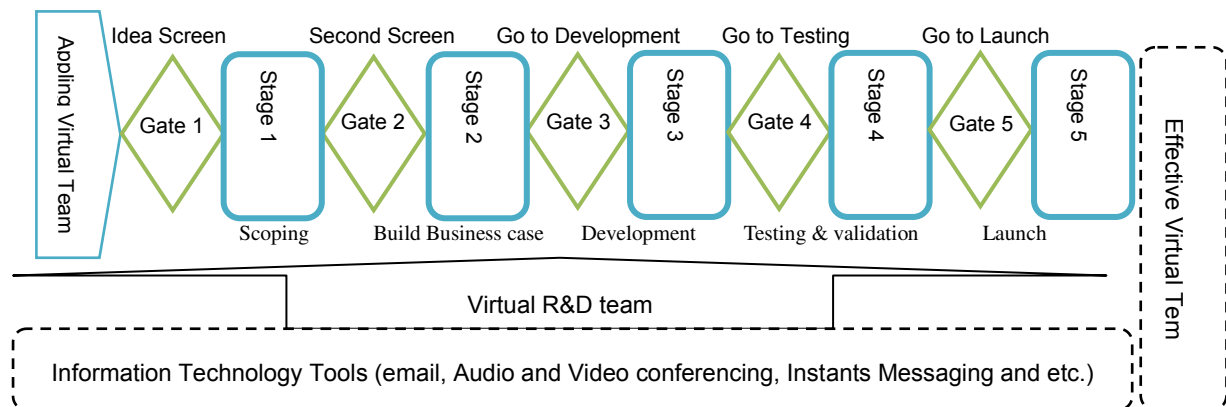 Appling Virtual Team
Idea Screen
Second Screen
Go to Development
Go to Testing
Go to Launch
Gate 1
Stage 1
Gate 2
Stage 2
Gate 3
Stage 3
Gate 4
Stage 4
Gate 5
Stage 5
Scoping
Build Business case
Development
Testing & validation
Launch
Effective Virtual Tem
Virtual R&D team
Information Technology Tools (email, Audio and Video conferencing, Instants Messaging and etc.)